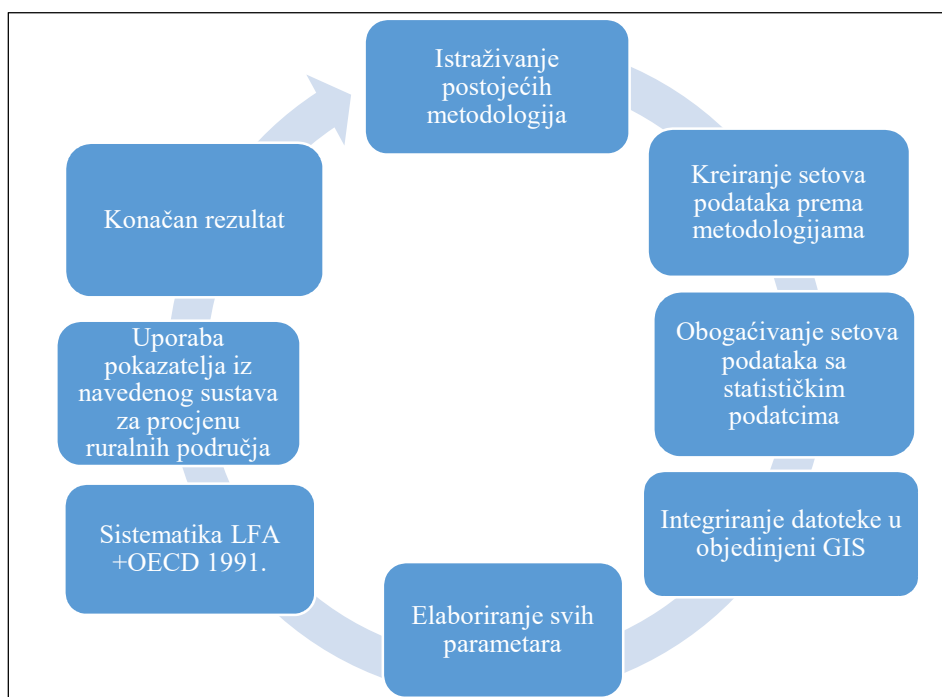 Istraživanje
postojećih
metodologija
Kreiranje setova
podataka prema
metodologijama
Obogaćivanje setova
podataka sa
statističkim
podatcima
Integriranje datoteke u
objedinjeni GIS
Elaboriranje svih
parametara
Sistematika LFA
+OECD 1991.
Uporaba
pokazatelja iz
navedenog sustava
za procjenu
ruralnih područja
Konačan rezultat